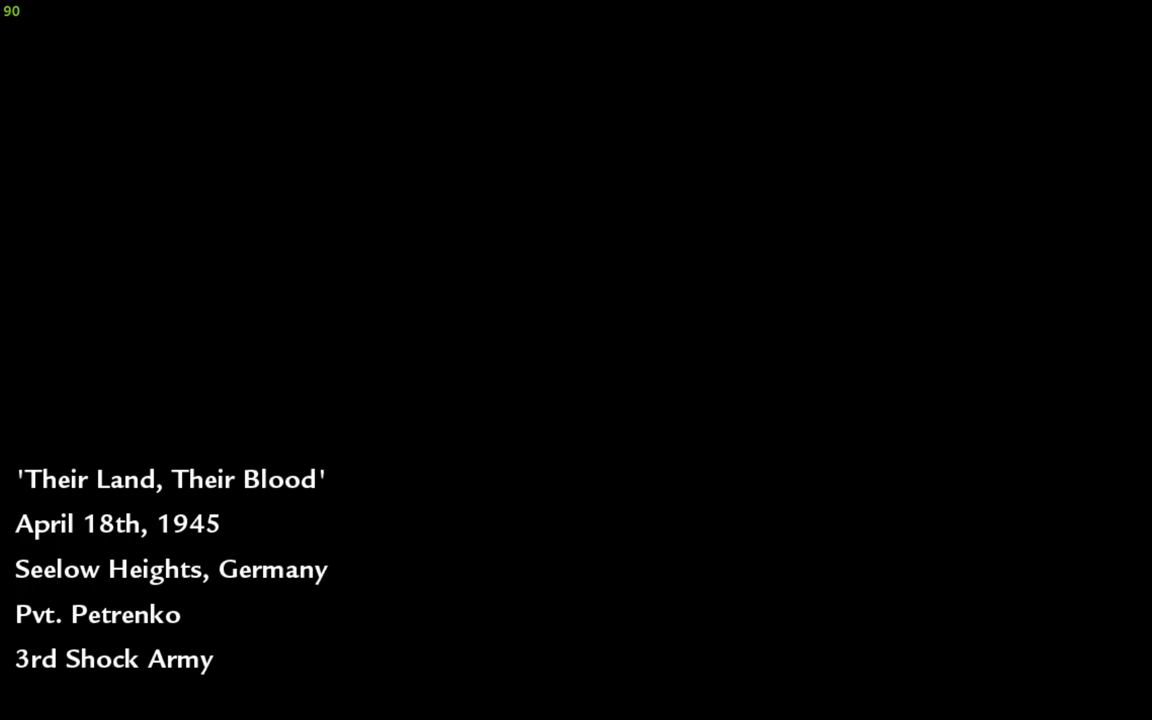 90
'Their Land, Their Blood'
April 18th, 1945
Seelow Heights, Germany
Pvt. Petrenko
3rd Shock Army